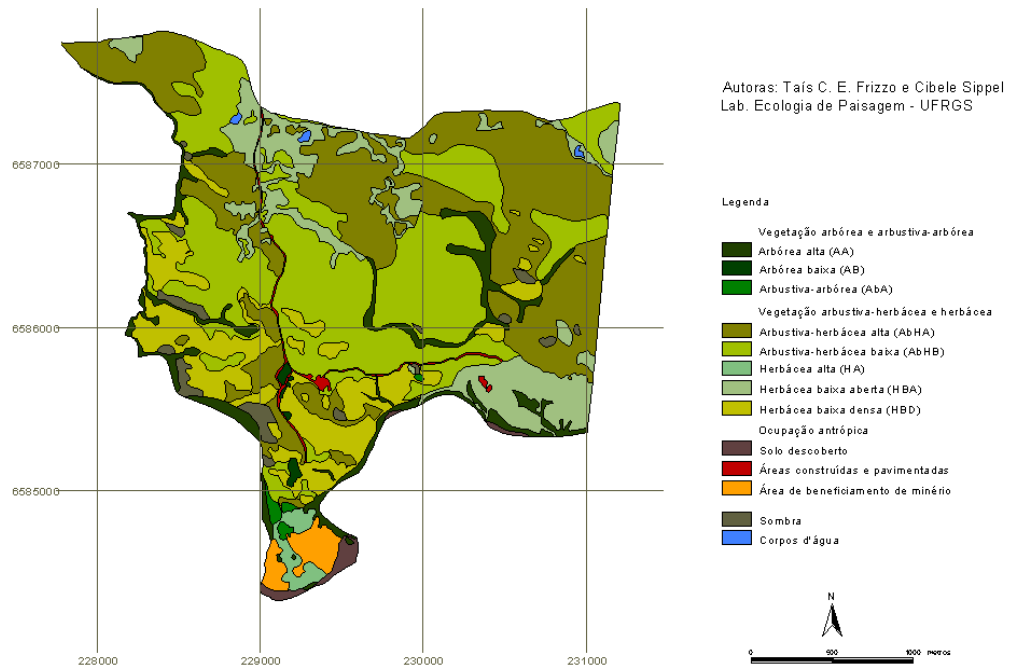 Autoras: Taís C. E. Frizzo e Cibele Sippel
Lab. Ecologia de Paisagem - UFRGS
6587000
6586000
6585000
228000
229000
230000
231000
Legenda
Vegetação arbórea e arbustiva-arbórea
Arbórea alta (AA)
Arbórea baixa (AB)
Arbustiva-arbórea (AbA)
Vegetação arbustiva-herbácea e herbácea
Arbustiva-herbácea alta (AbHA)
Arbustiva-herbácea baixa (AbHB)
Herbácea alta (HA)
Herbácea baixa aberta (HBA)
Herbácea baixa densa (HBD)
Ocupação antrópica
Solo descoberto
Áreas construídas e pavimentadas
Área de beneficiamento de minério
Sombra
Corpos d'água
N
0 500 1000 metros